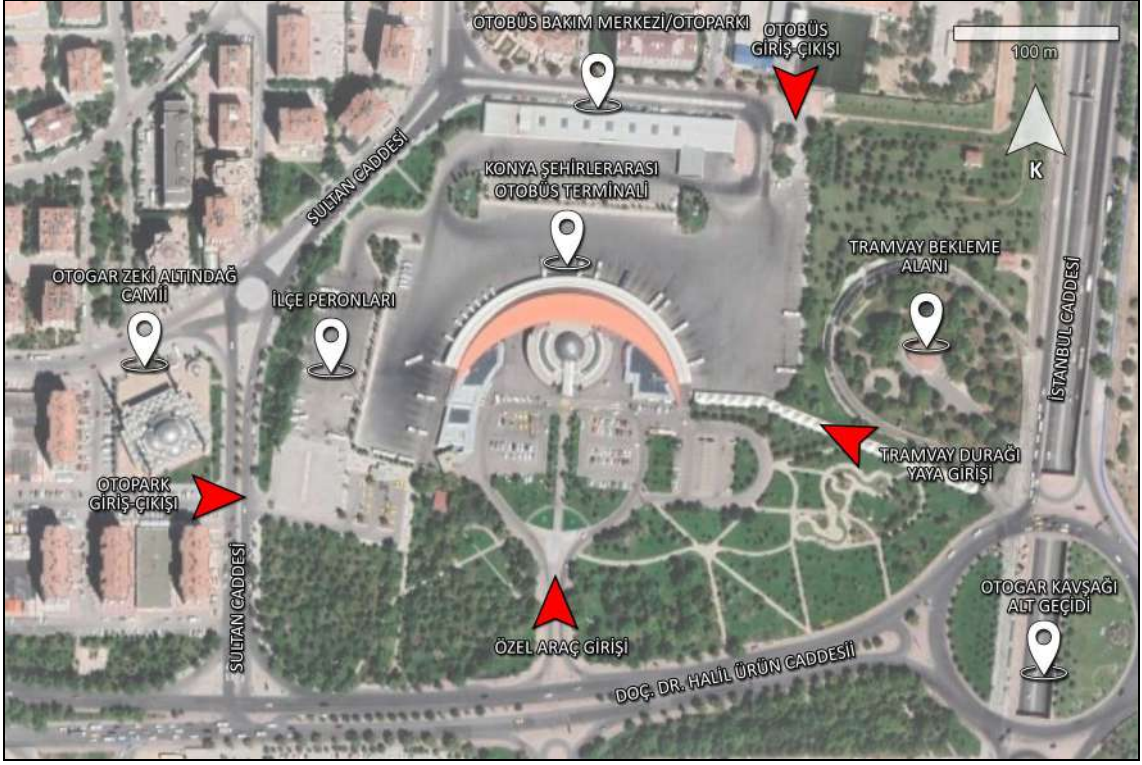 OTOBÜS BAKIM MERKEZİ/OTOPARKI
OTOBÜS
GİRİŞ-ÇIKIŞI
100 m
K
SULTAN CADDESİ
KONYA ŞEHİRLERARASI
OTOBÜS TERMİNALİ
TRAMVAY BEKLEME
ALANI
OTOGAR ZEKİ ALTINDAĞ
CAMİİ
İLÇE PERONLARI
İSTANBUL CADDESİ
TRAMVAY DURAĞI
YAYA GİRİŞİ
OTOPARK
GİRİŞ-ÇIKIŞI
SULTAN CADDESİ
OTOGAR KAVŞAĞI
ALT GEÇİDİ
ÖZEL ARAÇ GİRİŞİ
DOÇ. DR. HALİL ÜRÜN CADDESİİ